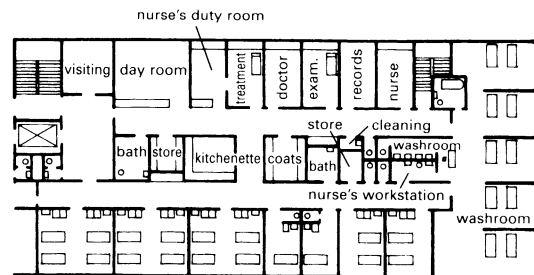 nurse's duty room
visiting
day room
treatment
doctor
exam.
records
nurse
store
cleaning
bath
store
kitchenette
coats
bath
washroom
nurse's workstation
washroom